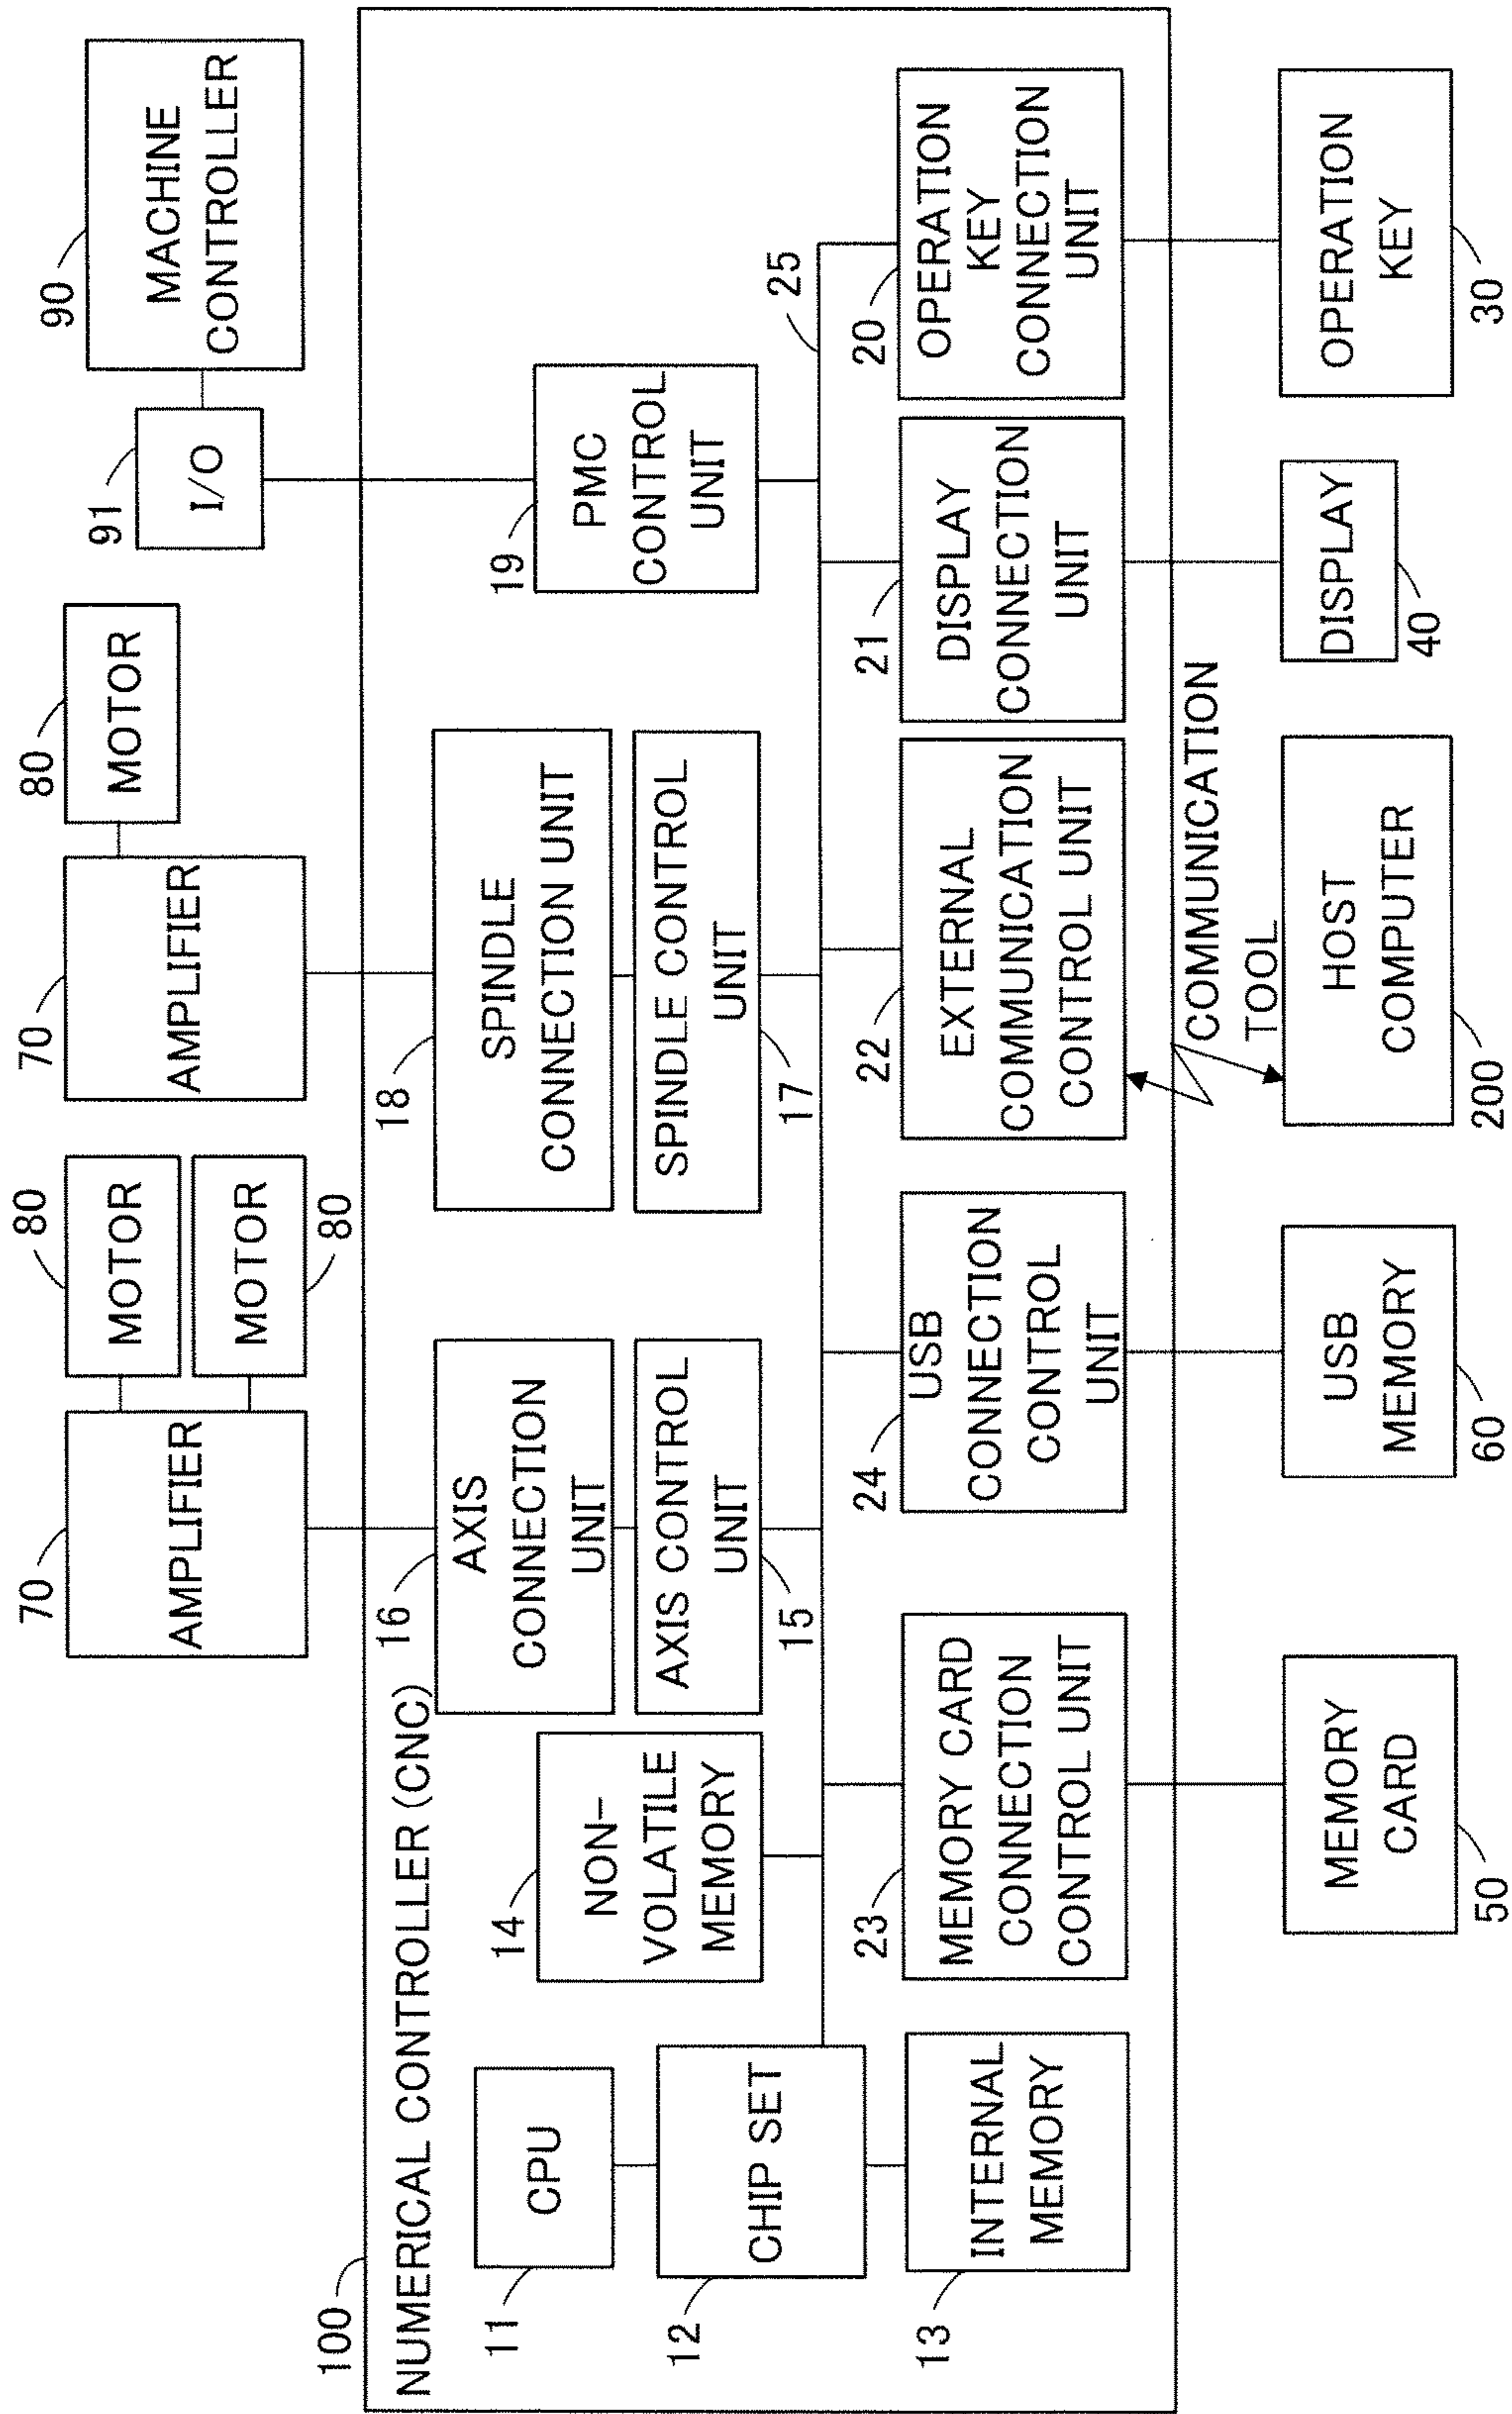 70
AMPLIFIER
80
MOTOR
MOTOR
80
70
AMPLIFIER
80
MOTOR
91
I/O
90
MACHINE
CONTROLLER
100
NUMERICAL CONTROLLER (CNC)
11
CPU
12
CHIP SET
13
INTERNAL
MEMORY
14
NON-
VOLATILE
MEMORY
16
AXIS
CONNECTION
UNIT
AXIS CONTROL
UNIT
15
18
SPINDLE
CONNECTION UNIT
SPINDLE CONTROL
UNIT
17
19
PMC
CONTROL
UNIT
25
23
MEMORY CARD
CONNECTION
CONTROL UNIT
24
USB
CONNECTION
CONTROL
UNIT
22
EXTERNAL
COMMUNICATION
CONTROL UNIT
21
DISPLAY
CONNECTION
UNIT
20
OPERATION
KEY
CONNECTION
UNIT
COMMUNICATION
TOOL
MEMORY
CARD
50
USB
MEMORY
60
HOST
COMPUTER
200
DISPLAY
40
OPERATION
KEY
30